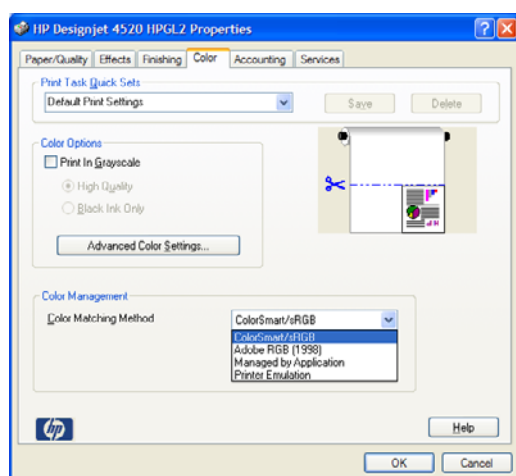 HP Designjet 4520 HPGL2 Properties
Paper/Quality Effects Finishing Color Accounting Services
Print Task Quick Sets
Default Print Settings Save Delete
Color Options
Print In Grayscale
High Quality
Black Ink Only
Advanced Color Settings...
Color Management
Color Matching Method ColorSmart/sRGB
ColorSmart/sRGB
Adobe RGB (1998)
Managed by Application
Printer Emulation
hp Help
OK Cancel